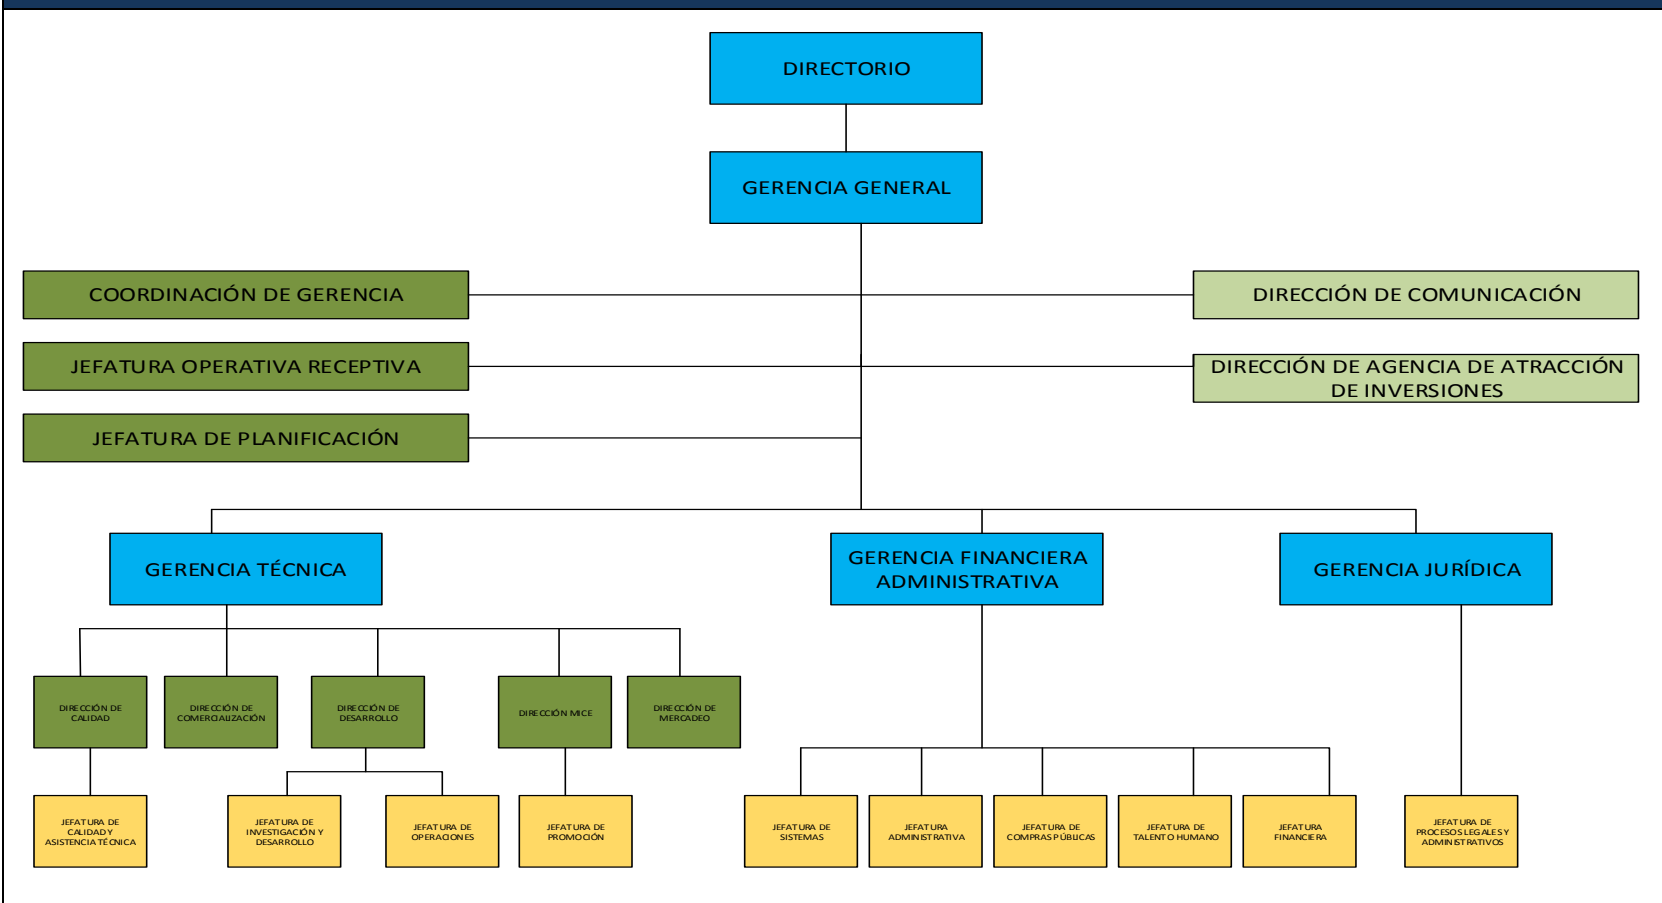 DIRECTORIO
GERENCIA GENERAL
COORDINACIÓN DE GERENCIA
DIRECCIÓN DE COMUNICACIÓN
JEFATURA OPERATIVA RECEPTIVA
DIRECCIÓN DE AGENCIA DE ATRACCIÓN
DE INVERSIONES
JEFATURA DE PLANIFICACIÓN
GERENCIA TÉCNICA
GERENCIA FINANCIERA
ADMINISTRATIVA
GERENCIA JURÍDICA
DIRECCIÓN DE
CALIDAD
DIRECCIÓN DE
COMERCIALIZACIÓN
DIRECCIÓN DE
DESARROLLO
DIRECCIÓN MICE
DIRECCIÓN DE
MERCADEO
JEFATURA DE
CALIDAD Y
ASISTENCIA TÉCNICA
JEFATURA DE
INVESTIGACIÓN Y
DESARROLLO
JEFATURA DE
OPERACIONES
JEFATURA DE
PROMOCIÓN
JEFATURA DE
SISTEMAS
JEFATURA
ADMINISTRATIVA
JEFATURA DE
COMPRAS PÚBLICAS
JEFATURA DE
TALENTO HUMANO
JEFATURA
FINANCIERA
JEFATURA DE
PROCESOS LEGALES Y
ADMINISTRATIVOS